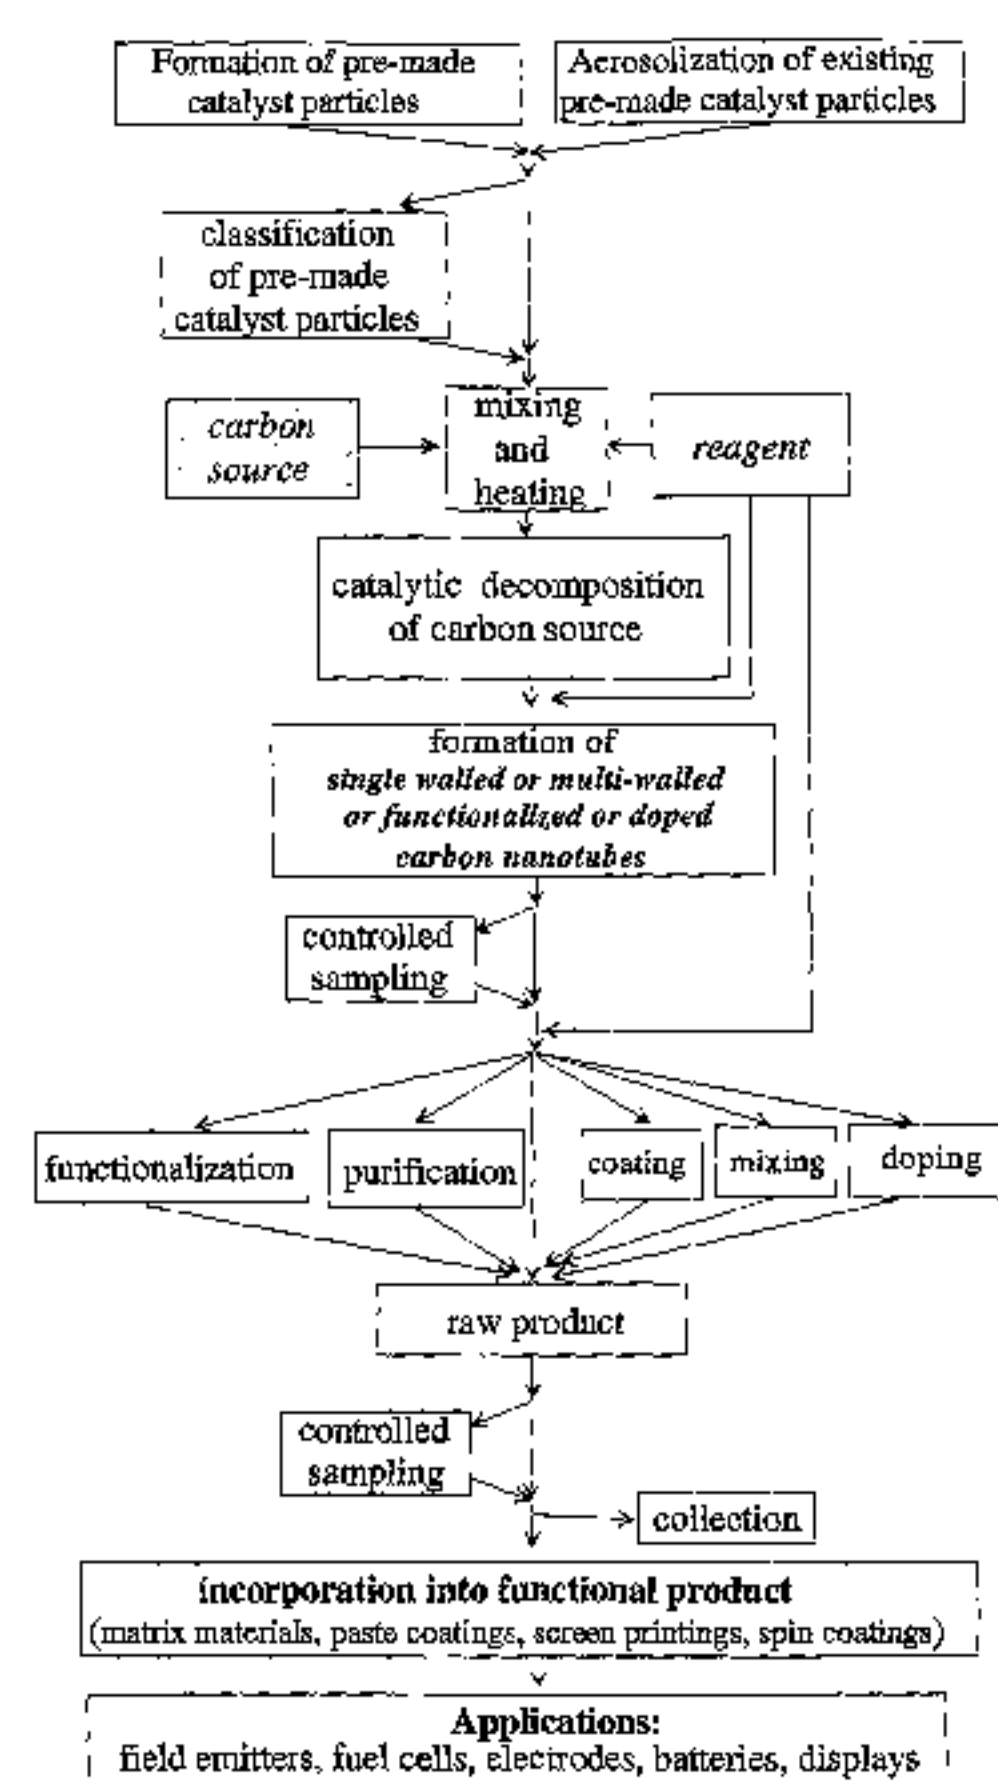 Formation of pre-made
catalyst particles
Aerosolization of existing
pre-made catalyst particles
classification
of pre-made
catalyst particles
carbon
source
mixing
and
heating
reagent
catalytic decomposition
of carbon source
formation of
single walled or multi-walled
or functionalized or doped
carbon nanotubes
controlled
sampling
functionalization
purification
coating
mixing
doping
raw product
controlled
sampling
collection
incorporation into functional product
(matrix materials, paste coatings, screen printings, spin coatings)
Applications:
field emitters, fuel cells, electrodes, batteries, displays